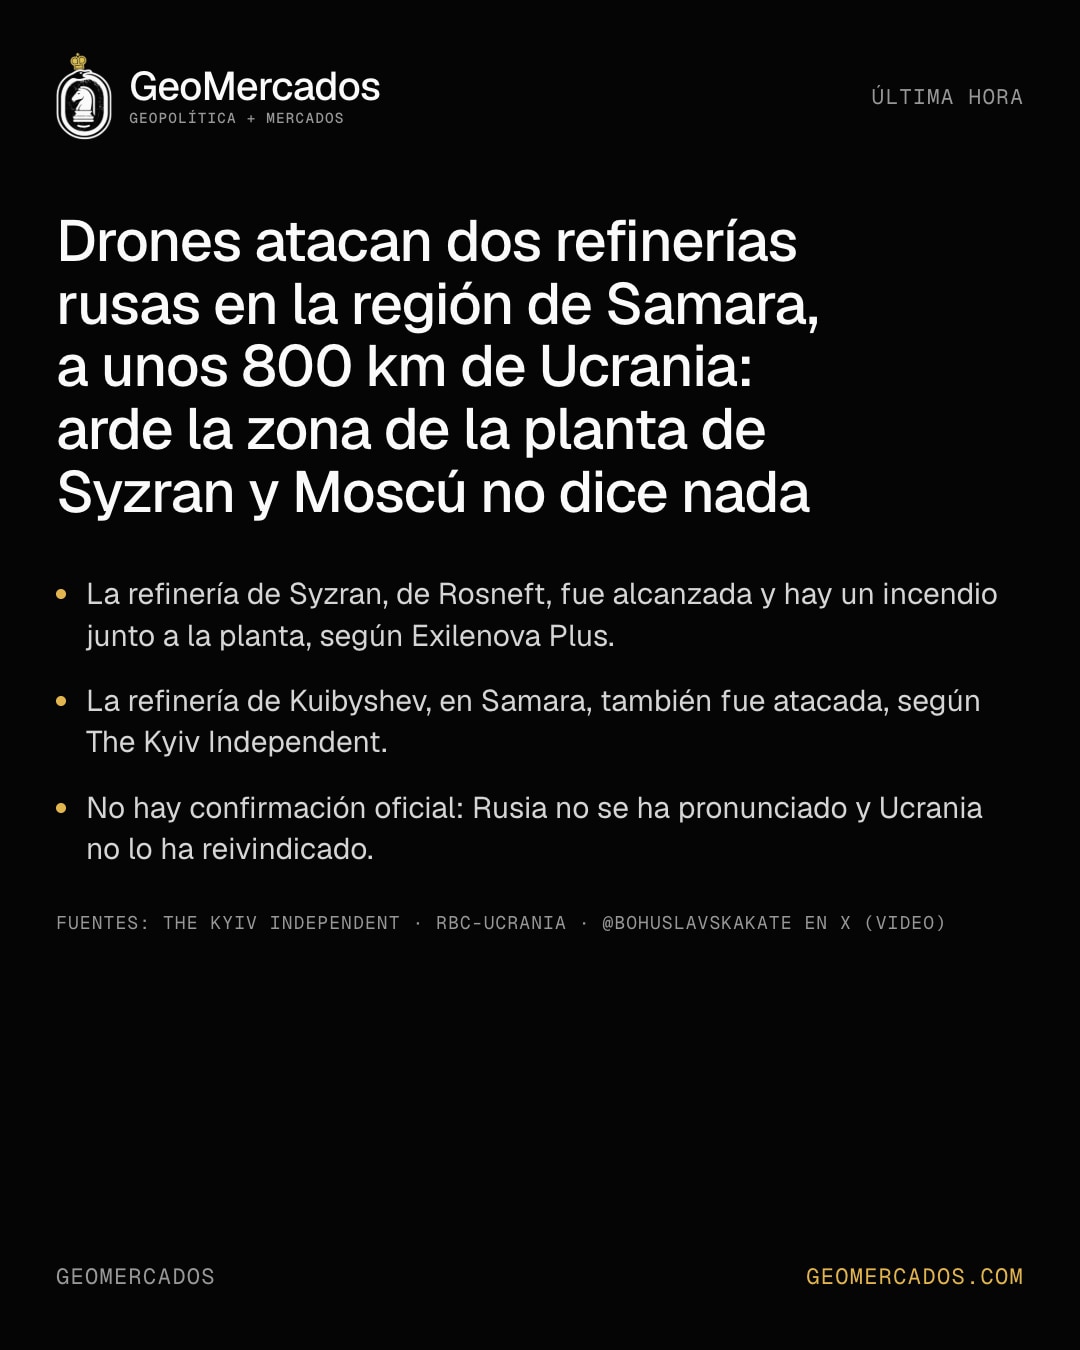 GeoMercados
GEOPOLÍTICA + MERCADOS
ÚLTIMA HORA
Drones atacan dos refinerías
rusas en la región de Samara,
a unos 800 km de Ucrania:
arde la zona de la planta de
Syzran y Moscú no dice nada
• La refinería de Syzran, de Rosneft, fue alcanzada y hay un incendio
junto a la planta, según Exilenova Plus.
• La refinería de Kuibyshev, en Samara, también fue atacada, según
The Kyiv Independent.
• No hay confirmación oficial: Rusia no se ha pronunciado y Ucrania
no lo ha reivindicado.
FUENTES: THE KYIV INDEPENDENT · RBC-UCRANIA · @BOHUSLAVSKAKATE EN X (VIDEO)
GEOMERCADOS
GEOMERCADOS.COM